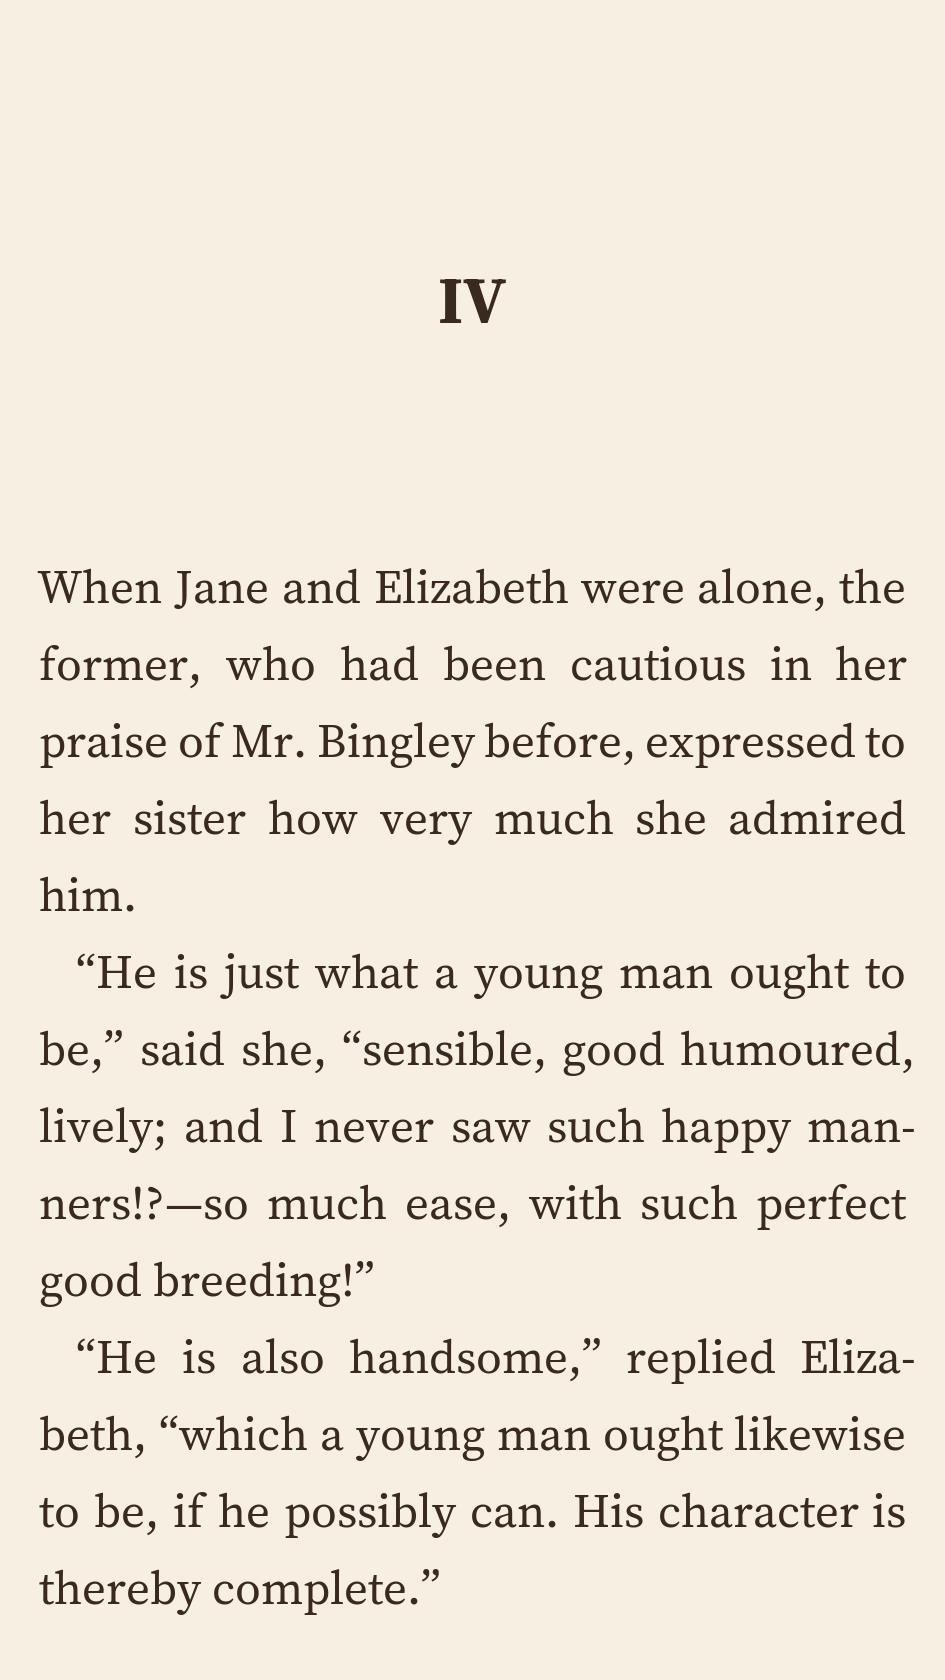 IV
When Jane and Elizabeth were alone, the
former, who had been cautious in her
praise of Mr. Bingley before, expressed to
her sister how very much she admired
him.
“He is just what a young man ought to
be,” said she, “sensible, good humoured,
lively; and I never saw such happy man-
ners!?—so much ease, with such perfect
good breeding!”
“He is also handsome,” replied Eliza-
beth, “which a young man ought likewise
to be, if he possibly can. His character is
thereby complete.”